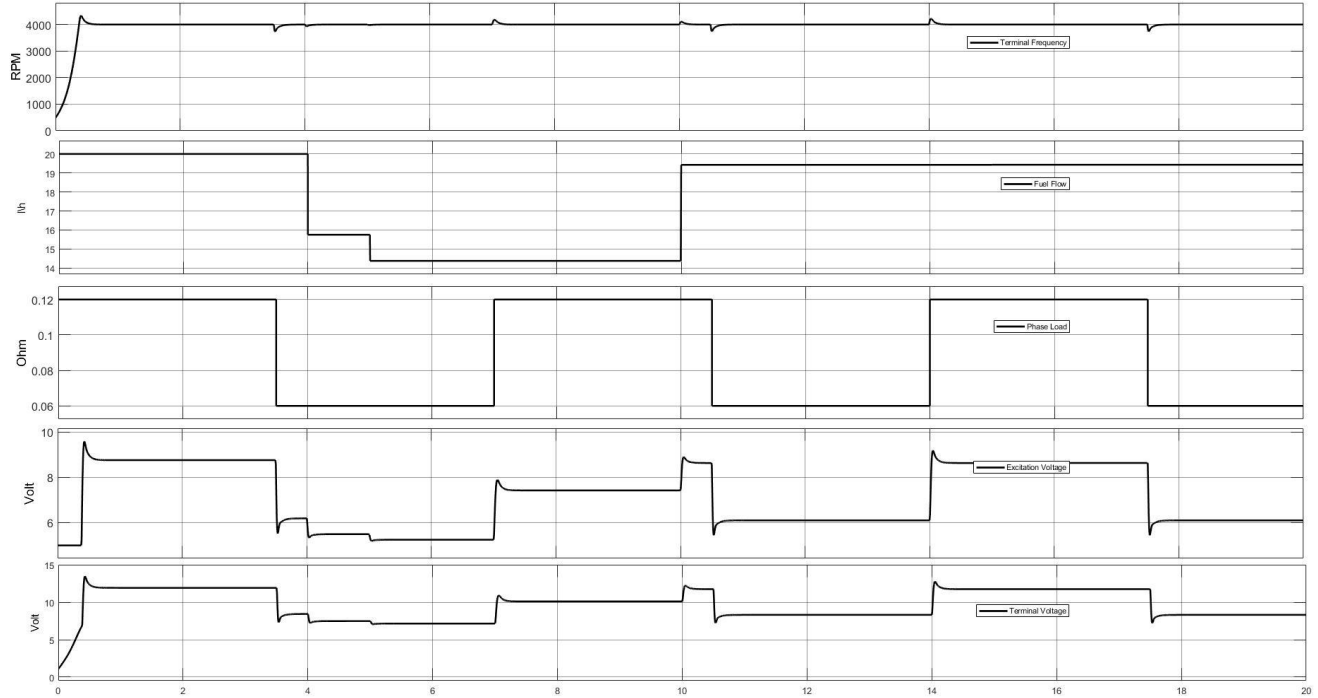 4000
3000
2000
1000
0
RPM
Terminal Frequency
20
19
18
17
16
15
14
l\h
Fuel Flow
0.12
0.1
0.08
0.06
Ohm
Phase Load
10
8
6
Volt
Excitation Voltage
15
10
5
0
Volt
Terminal Voltage
0 2 4 6 8 10 12 14 16 18 20